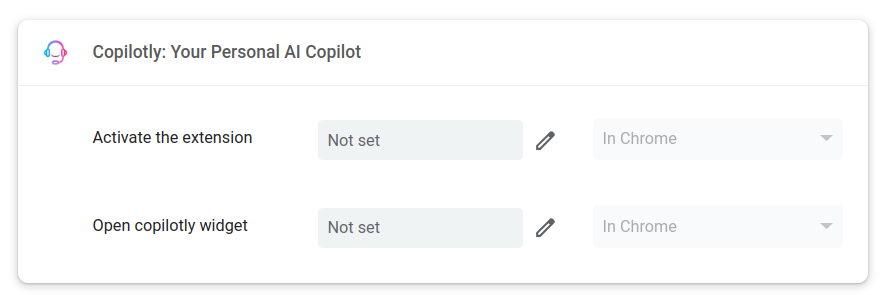 Copilotly: Your Personal AI Copilot
Activate the extension Not set In Chrome
Open copilotly widget Not set In Chrome